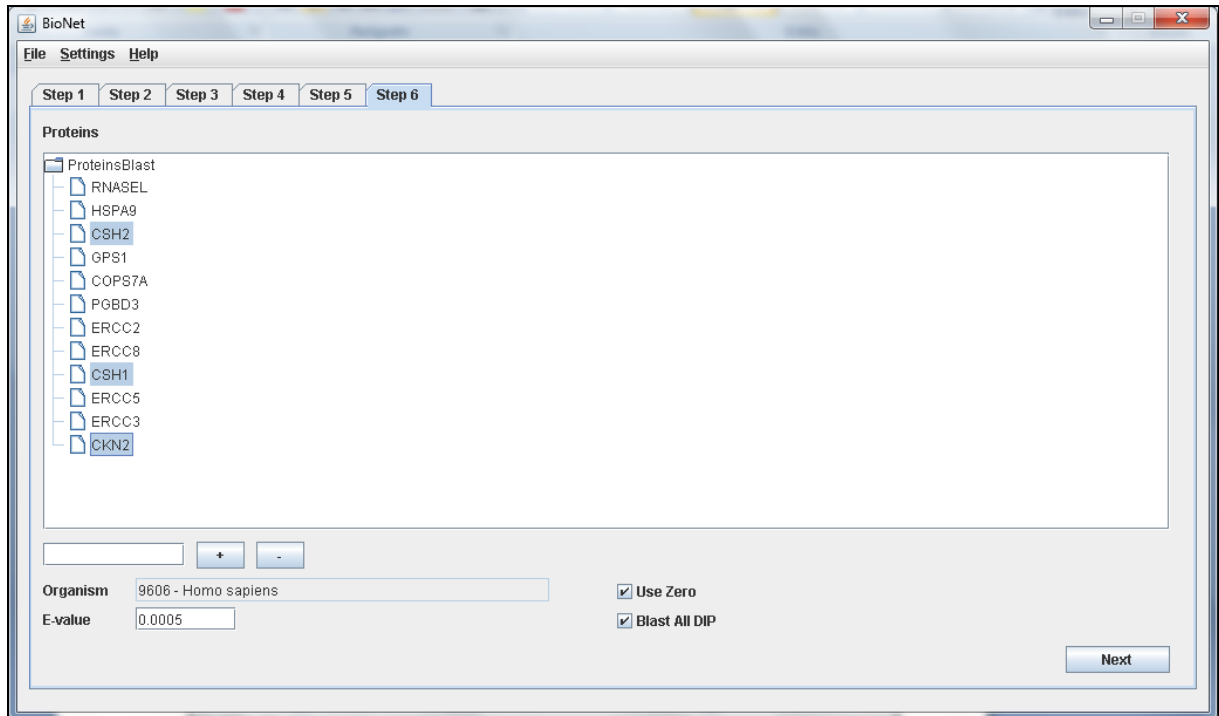 BioNet
File Settings Help
Step 1 Step 2 Step 3 Step 4 Step 5 Step 6
Proteins
ProteinsBlast
RNASEL
HSPA9
CSH2
GPS1
COPS7A
PGBD3
ERCC2
ERCC8
CSH1
ERCC5
ERCC3
CKN2
+ -
Organism 9606 - Homo sapiens Use Zero
E-value 0.0005 Blast All DIP
Next